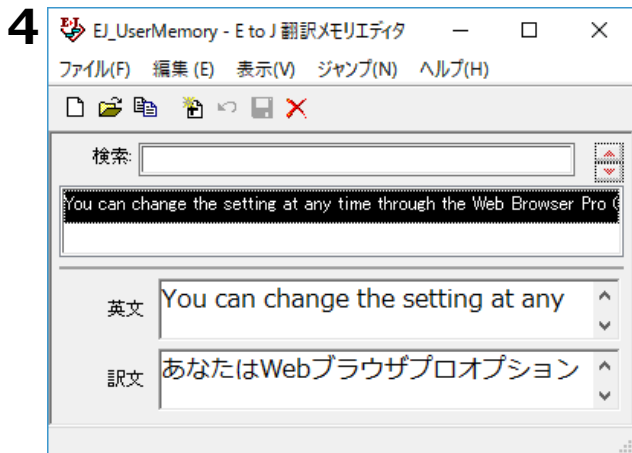 4
EJ_UserMemory - E to J 翻訳メモリエディタ
ファイル(F) 編集(E) 表示(V) ジャンプ(N) ヘルプ(H)
検索:
You can change the setting at any time through the Web Browser Pro
英文 You can change the setting at any
訳文 あなたはWebブラウザプロオプション